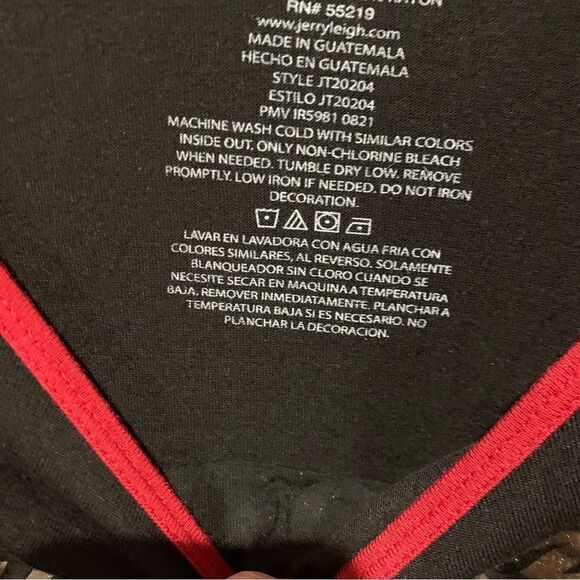 RN# 55219
www.jerryleigh.com
MADE IN GUATEMALA
HECHO EN GUATEMALA
STYLE JT20204
ESTILO JT20204
PMV IR5981 0821
MACHINE WASH COLD WITH SIMILAR COLORS
INSIDE OUT. ONLY NON-CHLORINE BLEACH
WHEN NEEDED. TUMBLE DRY LOW. REMOVE
PROMPTLY. LOW IRON IF NEEDED. DO NOT IRON
DECORATION.
LAVAR EN LAVADORA CON AGUA FRIA CON
COLORES SIMILARES, AL REVERSO. SOLAMENTE
BLANQUEADOR SIN CLORO CUANDO SE
NECESITE SECAR EN MAQUINA A TEMPERATURA
BAJA. REMOVER INMEDIATAMENTE. PLANCHAR A
TEMPERATURA BAJA SI ES NECESARIO. NO
PLANCHAR LA DECORACION.